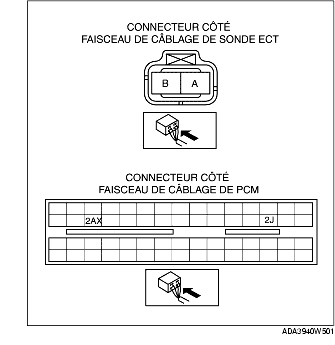 CONNECTEUR CÔTÉ
FAISCEAU DE CÂBLAGE DE SONDE ECT
B A
CONNECTEUR CÔTÉ
FAISCEAU DE CÂBLAGE DE PCM
2AX 2J
ADA3940W501